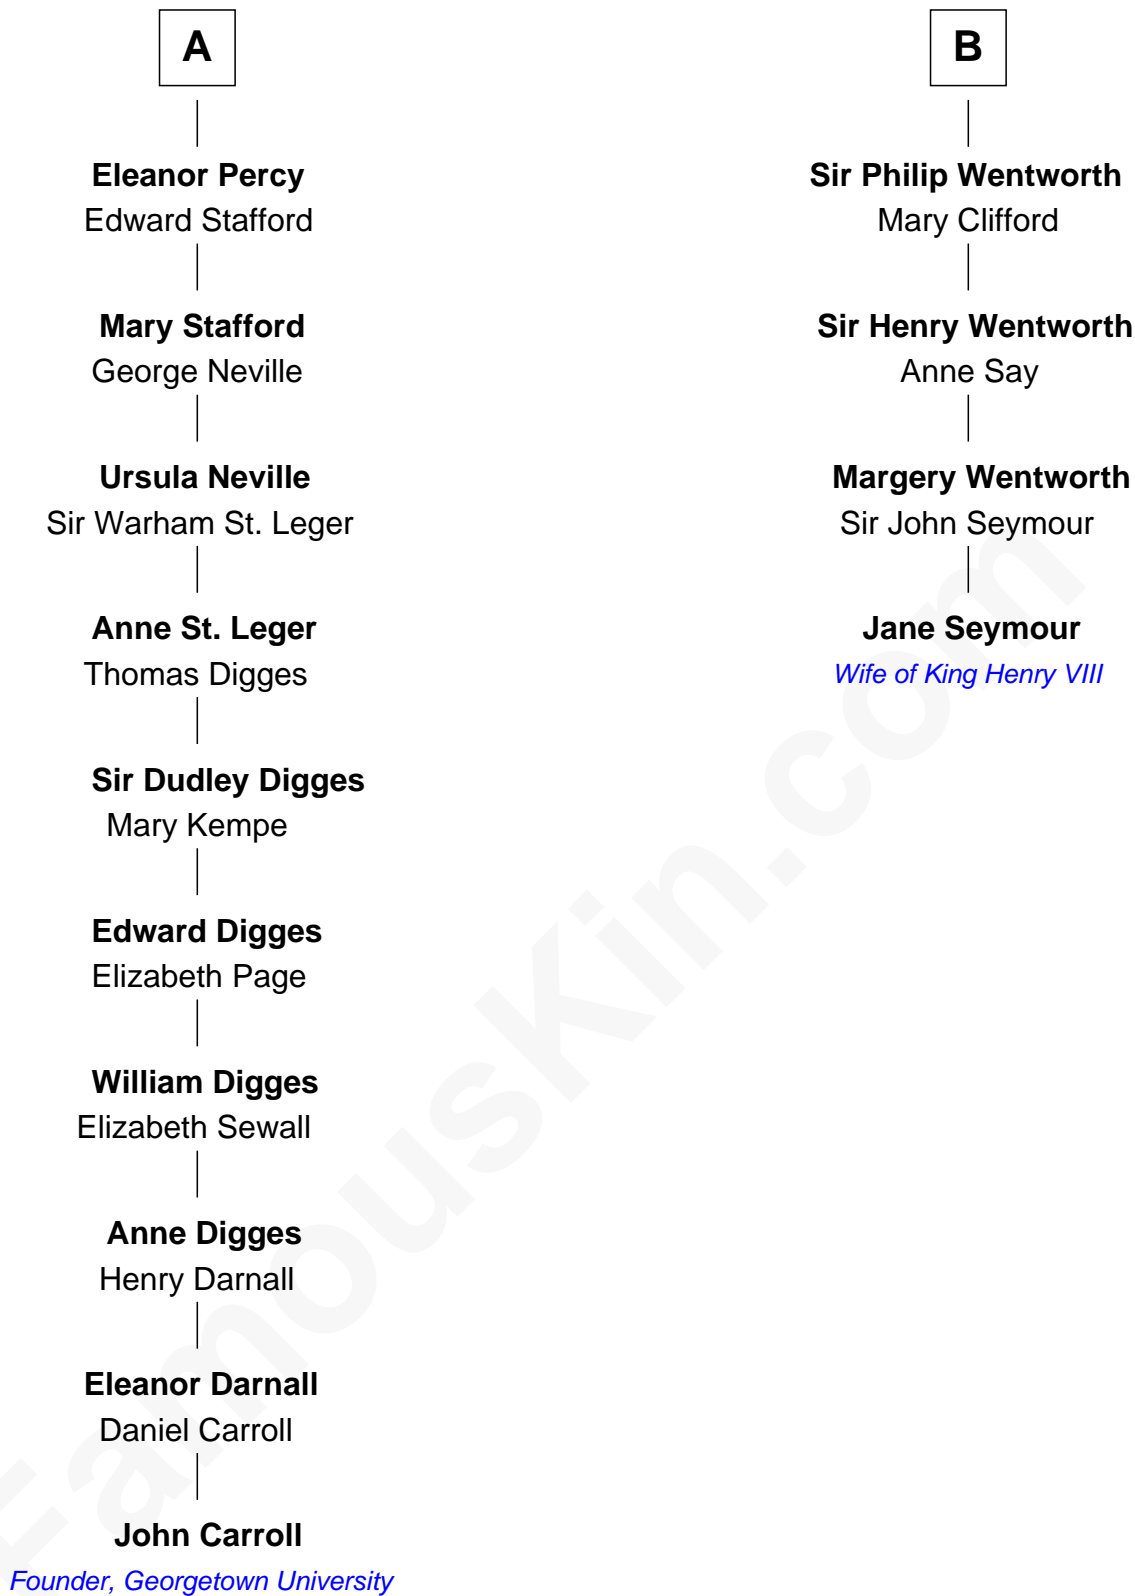 A
Eleanor Percy
Edward Stafford
Mary Stafford
George Neville
Ursula Neville
Sir Warham St. Leger
Anne St. Leger
Thomas Digges
Sir Dudley Digges
Mary Kempe
Edward Digges
Elizabeth Page
William Digges
Elizabeth Sewall
Anne Digges
Henry Darnall
Eleanor Darnall
Daniel Carroll
John Carroll
Founder, Georgetown University
B
Sir Philip Wentworth
Mary Clifford
Sir Henry Wentworth
Anne Say
Margery Wentworth
Sir John Seymour
Jane Seymour
Wife of King Henry VIII
FamousKin.com